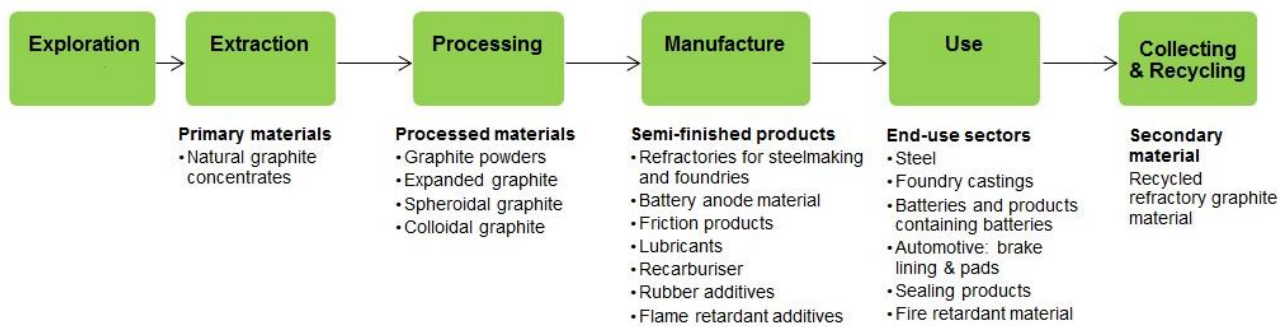 Exploration
Extraction
Processing
Manufacture
Use
Collecting
& Recycling
Primary materials
•Natural graphite
concentrates
Processed materials
•Graphite powders
•Expanded graphite
•Spheroidal graphite
•Colloidal graphite
Semi-finished products
•Refractories for steelmaking
and foundries
•Battery anode material
•Friction products
•Lubricants
•Recarburiser
•Rubber additives
•Flame retardant additives
End-use sectors
•Steel
•Foundry castings
•Batteries and products
containing batteries
•Automotive: brake
lining & pads
•Sealing products
•Fire retardant material
Secondary
material
Recycled
refractory graphite
material